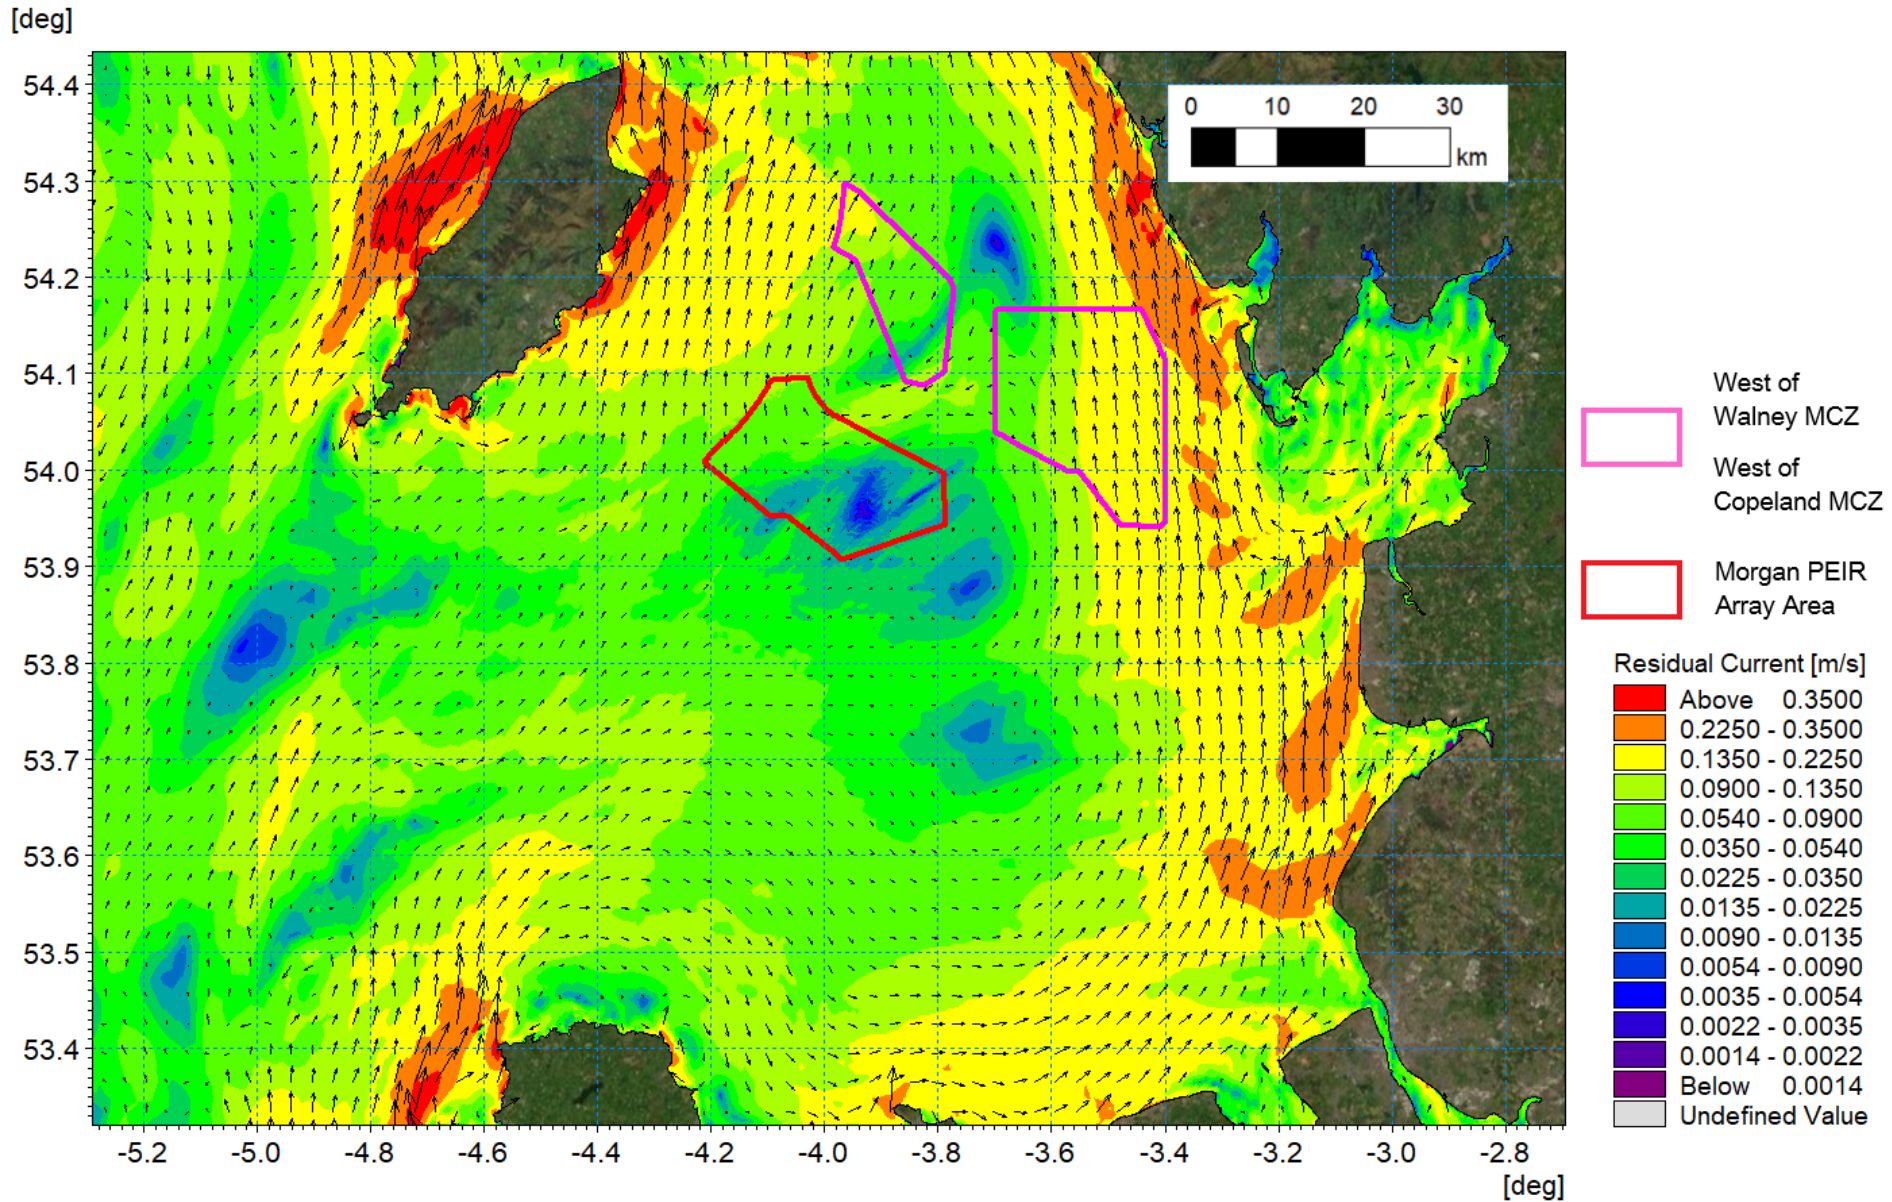 [deg]
54.4
54.3
54.2
54.1
54.0
53.9
53.8
53.7
53.6
53.5
53.4
-5.2 -5.0 -4.8 -4.6 -4.4 -4.2 -4.0 -3.8 -3.6 -3.4 -3.2 -3.0 -2.8
[deg]
0 10 20 30
km
West of
Walney MCZ
West of
Copeland MCZ
Morgan PEIR
Array Area
Residual Current [m/s]
Above 0.3500
0.2250 - 0.3500
0.1350 - 0.2250
0.0900 - 0.1350
0.0540 - 0.0900
0.0350 - 0.0540
0.0225 - 0.0350
0.0135 - 0.0225
0.0090 - 0.0135
0.0054 - 0.0090
0.0035 - 0.0054
0.0022 - 0.0035
0.0014 - 0.0022
Below 0.0014
Undefined Value